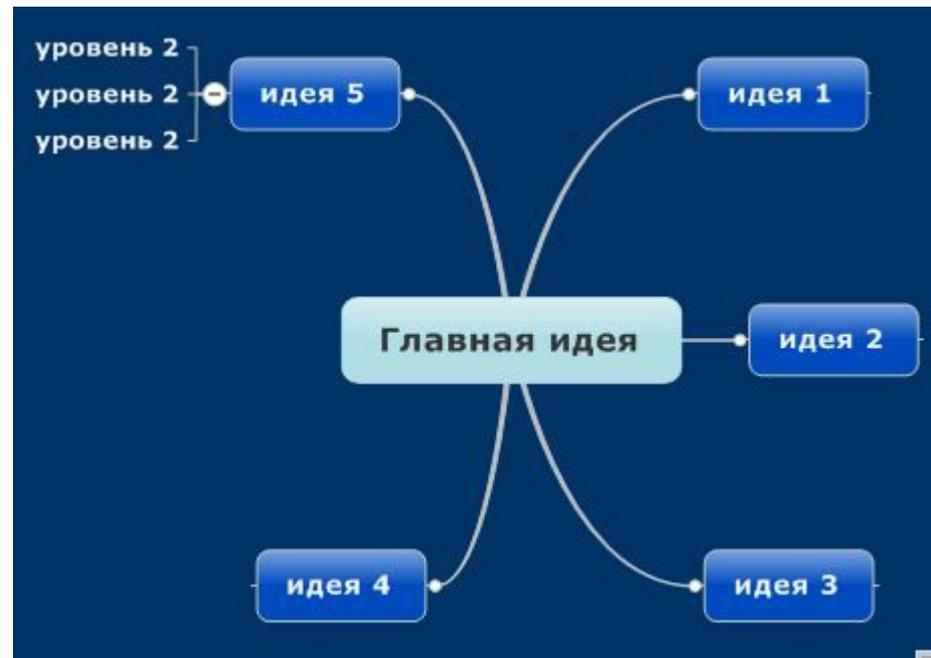 уровень 2
уровень 2
уровень 2
идея 5
идея 1
Главная идея
идея 2
идея 4
идея 3